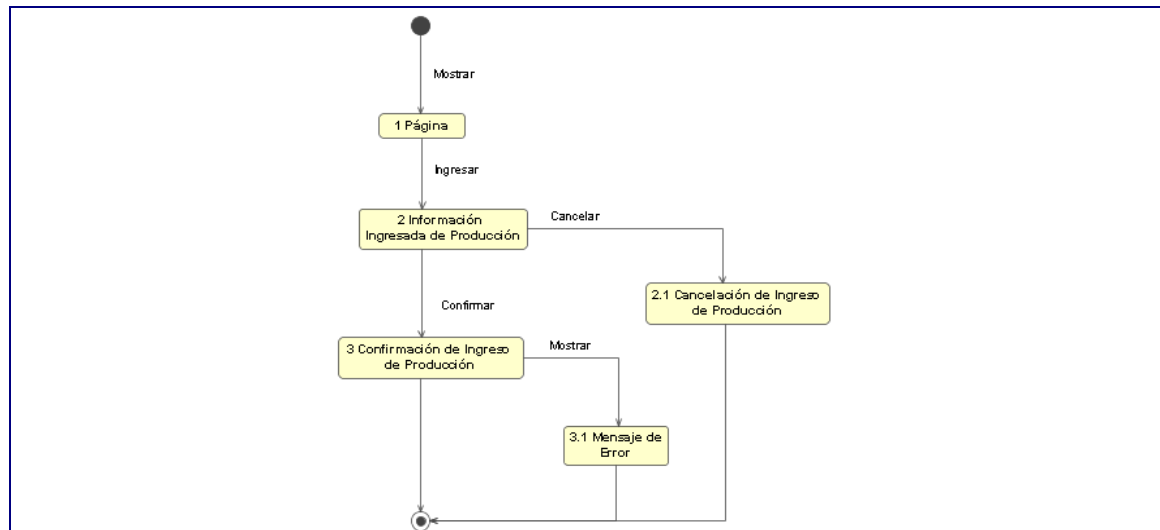 Mostrar
1 Página
Ingresar
2 Información
Ingresada de Producción
Cancelar
2.1 Cancelación de Ingreso
de Producción
Confirmar
3 Confirmación de Ingreso
de Producción
Mostrar
3.1 Mensaje de
Error